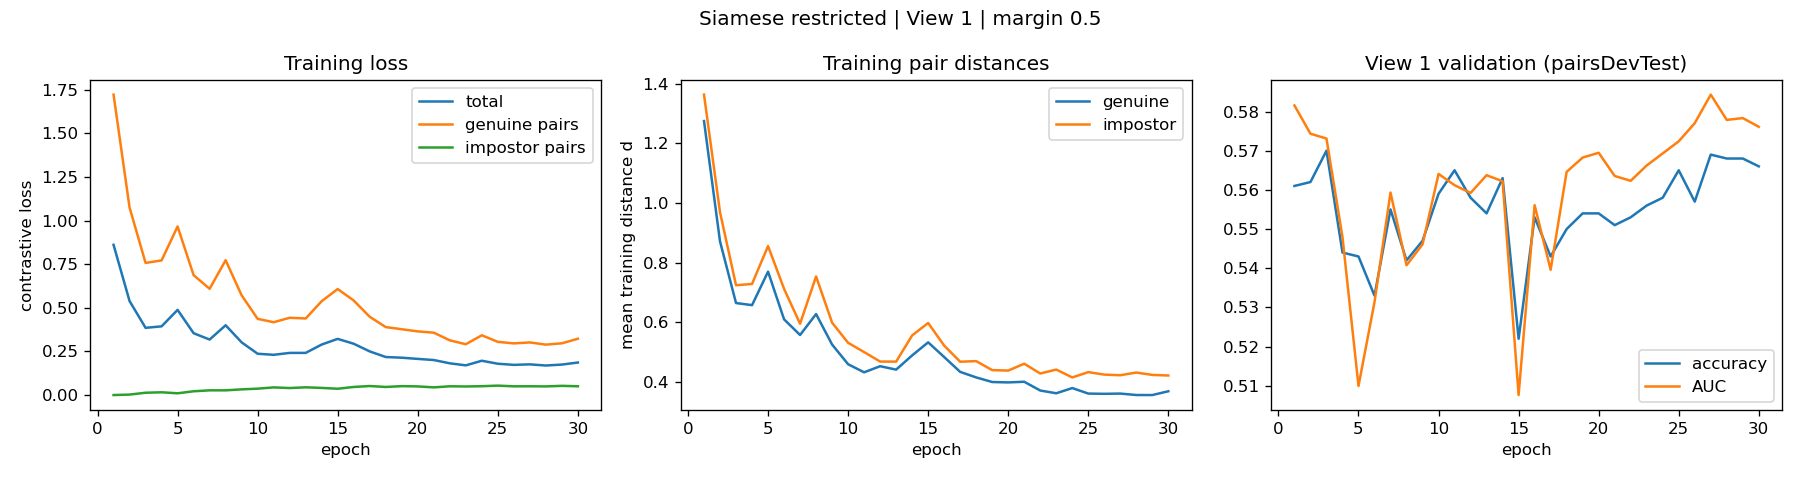 Siamese restricted | View 1 | margin 0.5
Training loss
contrastive loss
1.75
1.50
1.25
1.00
0.75
0.50
0.25
0.00
total
genuine pairs
impostor pairs
0 5 10 15 20 25 30
epoch
Training pair distances
mean training distance d
1.4
1.2
1.0
0.8
0.6
0.4
genuine
impostor
0 5 10 15 20 25 30
epoch
View 1 validation (pairsDevTest)
0.58
0.57
0.56
0.55
0.54
0.53
0.52
0.51
accuracy
AUC
0 5 10 15 20 25 30
epoch